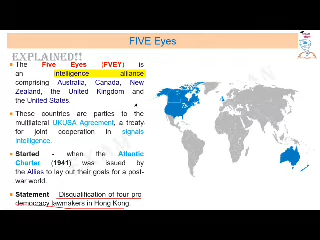 FIVE Eyes
EXPLAINED!!
The Five Eyes (FVEY) is
an intelligence alliance
comprising Australia, Canada, New
Zealand, the United Kingdom and
the United States.
These countries are parties to the
multilateral UKUSA Agreement, a treaty
for joint cooperation in signals
intelligence.
Started - when the Atlantic
Charter (1941) was issued by
the Allies to lay out their goals for a post-
war world.
Statement - Disqualification of four pro-
democracy lawmakers in Hong Kong